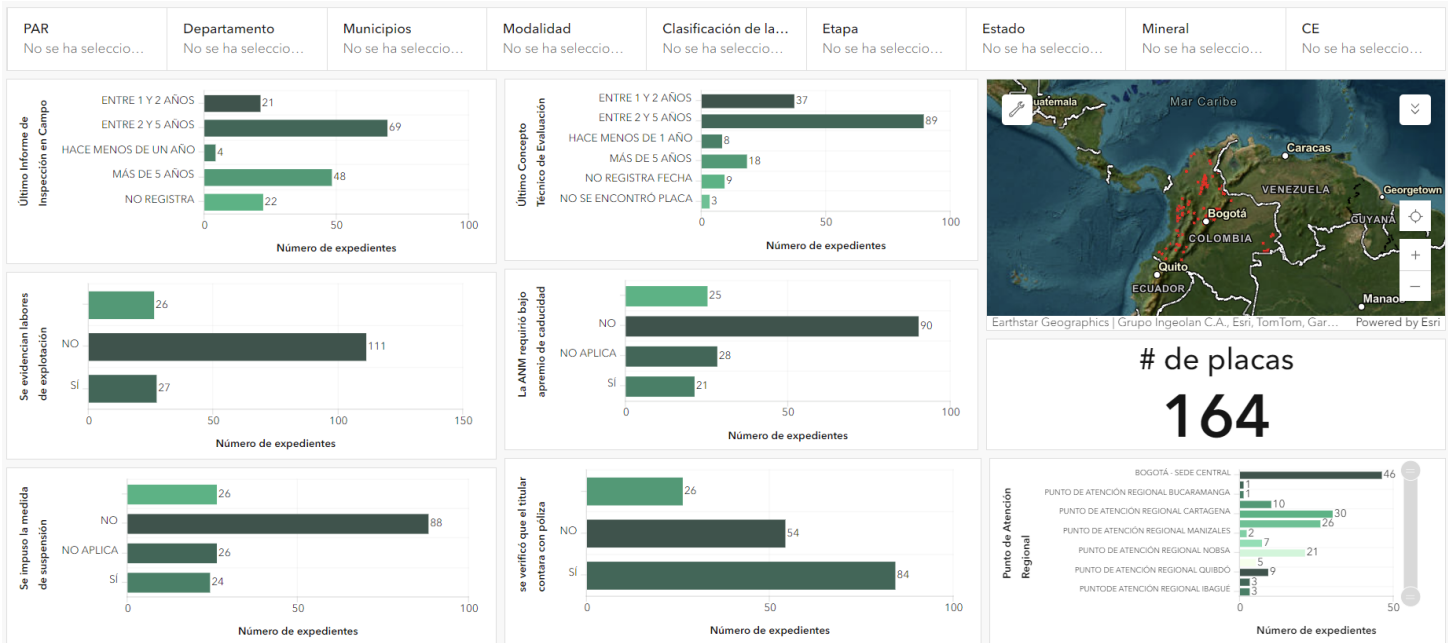 PAR
No se ha seleccio...
Departamento
No se ha seleccio...
Municipios
No se ha seleccio...
Modalidad
No se ha seleccio...
Clasificación de la...
No se ha seleccio...
Etapa
No se ha seleccio...
Estado
No se ha seleccio...
Mineral
No se ha seleccio...
CE
No se ha seleccio...
Último Informe de
Inspección en Campo
ENTRE 1 Y 2 AÑOS 21
ENTRE 2 Y 5 AÑOS 69
HACE MENOS DE UN AÑO 4
MÁS DE 5 AÑOS 48
NO REGISTRA 22
0 50 100
Número de expedientes
Último Concepto
Técnico de Evaluación
ENTRE 1 Y 2 AÑOS 37
ENTRE 2 Y 5 AÑOS 89
HACE MENOS DE 1 AÑO 8
MÁS DE 5 AÑOS 18
NO REGISTRA FECHA 9
NO SE ENCONTRÓ PLACA 3
0 50 100
Número de expedientes
uatemala
Mar Caribe
Caracas
VENEZUELA
Georgetown
Bogotá
GUYANA
COLOMBIA
Quito
ECUADOR
Manaos
Earthstar Geographics | Grupo Ingeolan C.A., Esri, TomTom, Gar... Powered by Esri
Se evidencian labores
de explotación
26
NO 111
SÍ 27
0 50 100 150
Número de expedientes
La ANM requirió bajo
apremio de caducidad
25
NO 90
NO APLICA 28
SÍ 21
0 50 100
Número de expedientes
# de placas
164
Se impuso la medida
de suspensión
26
NO 88
NO APLICA 26
SÍ 24
0 50 100
Número de expedientes
se verificó que el titular
contara con póliza
26
NO 54
SÍ 84
0 50 100
Número de expedientes
Punto de Atención
Regional
BOGOTÁ - SEDE CENTRAL 46
1
PUNTO DE ATENCIÓN REGIONAL BUCARAMANGA 1
10
PUNTO DE ATENCIÓN REGIONAL CARTAGENA 30
26
PUNTO DE ATENCIÓN REGIONAL MANIZALES 2
7
PUNTO DE ATENCIÓN REGIONAL NOBSA 21
5
PUNTO DE ATENCIÓN REGIONAL QUIBDÓ 9
3
PUNTODE ATENCIÓN REGIONAL IBAGUÉ 3
0 50
Número de expedientes